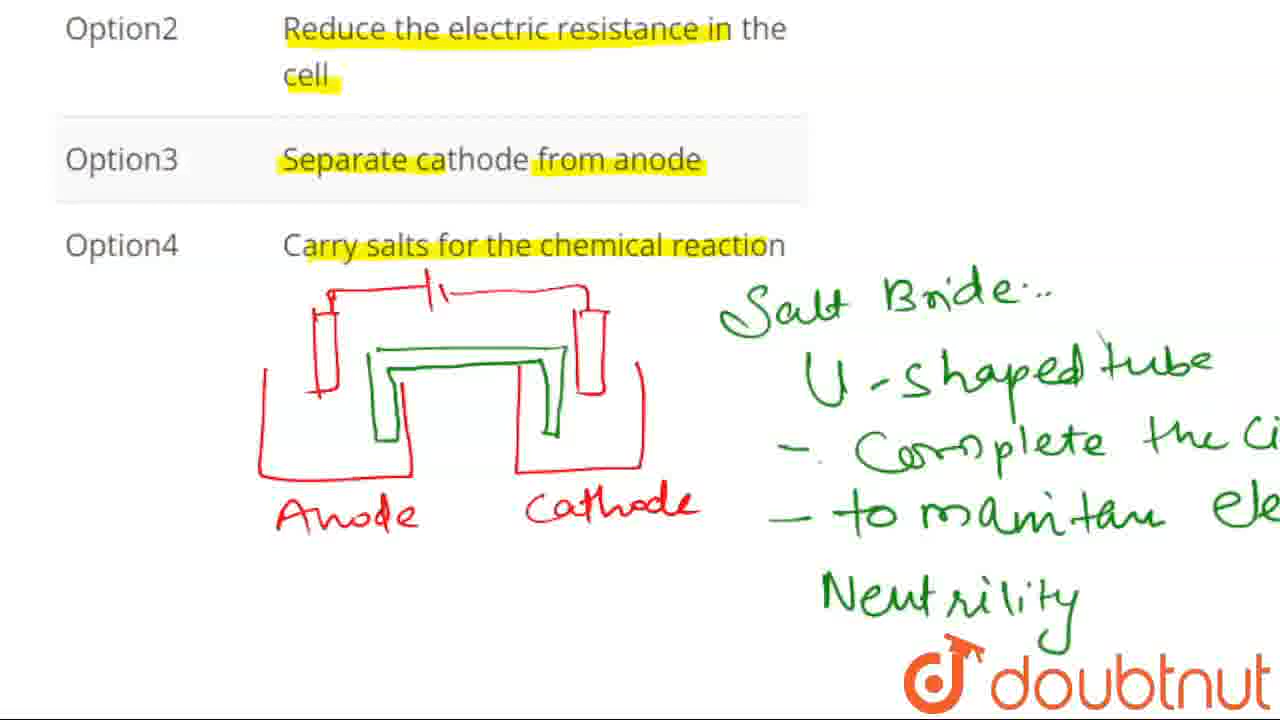 Option2 Reduce the electric resistance in the
cell
Option3 Separate cathode from anode
Option4 Carry salts for the chemical reaction
Salt Bride...
U-shaped tube
- Complete the Ci
- to maintain ele
Neutrility
Anode Cathode
doubtnut